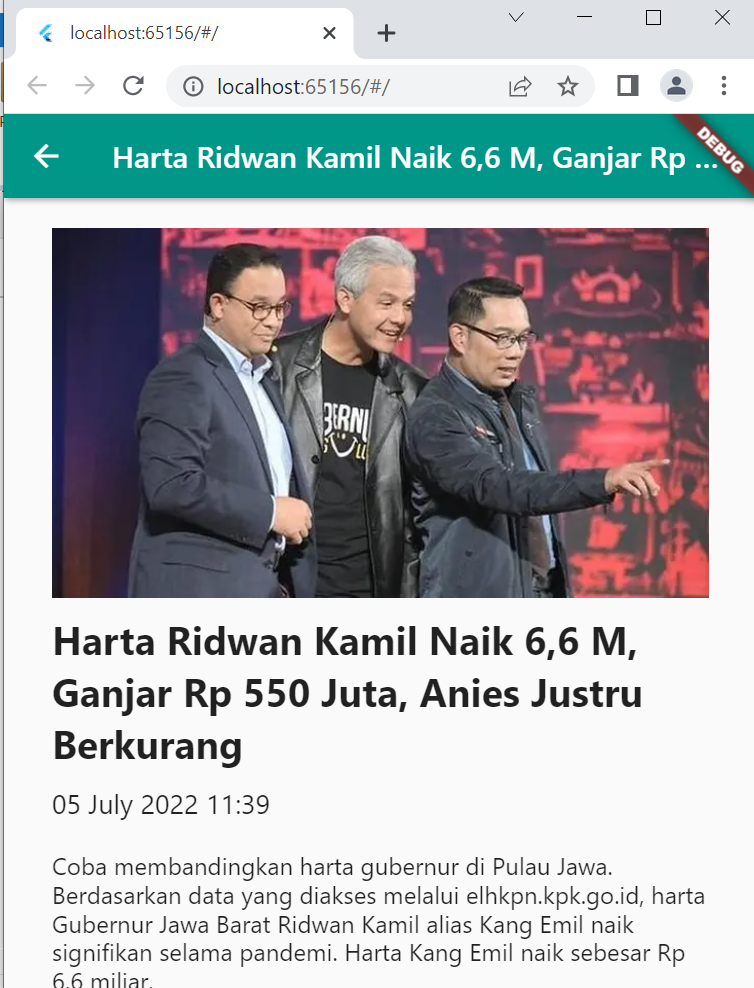 localhost:65156/#/
localhost:65156/#/
Harta Ridwan Kamil Naik 6,6 M, Ganjar Rp ...
DEBUG
Harta Ridwan Kamil Naik 6,6 M,
Ganjar Rp 550 Juta, Anies Justru
Berkurang
05 July 2022 11:39
Coba membandingkan harta gubernur di Pulau Jawa.
Berdasarkan data yang diakses melalui elhkpn.kpk.go.id, harta
Gubernur Jawa Barat Ridwan Kamil alias Kang Emil naik
signifikan selama pandemi. Harta Kang Emil naik sebesar Rp
6,6 miliar.